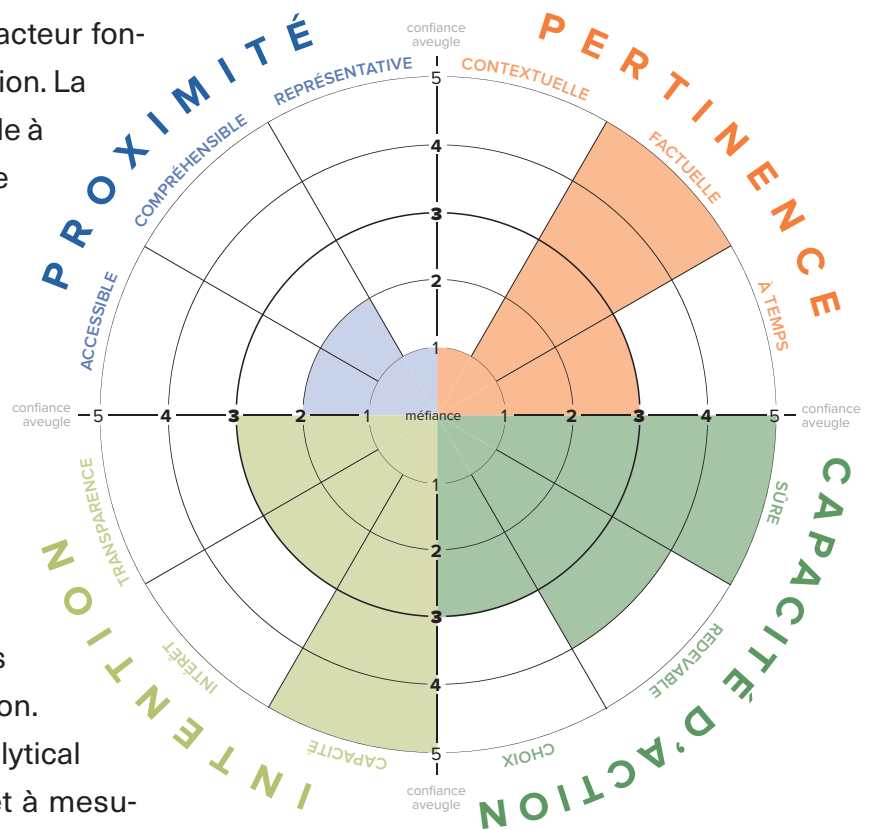 acteur fon-
ion. La
le à
e
confiance
aveugle
PROXIMITÉ
PERTINENCE
REPRÉSENTATIVE
CONTEXTUELLE
COMPRÉHENSIBLE
FACTUELLE
ACCESSIBLE
À TEMPS
5
4
3
2
1
confiance
aveugle
5 4 3 2 1 méfiance 1 2 3 4 5
confiance
aveugle
1
2
3
4
5
TRANSPARENCE
SÛRE
INTÉRÊT
REDEVABLE
CAPACITÉ
CHOIX
INTENTION
CAPACITÉ D'ACTION
confiance
aveugle
s
on.
lytical
et à mesu-